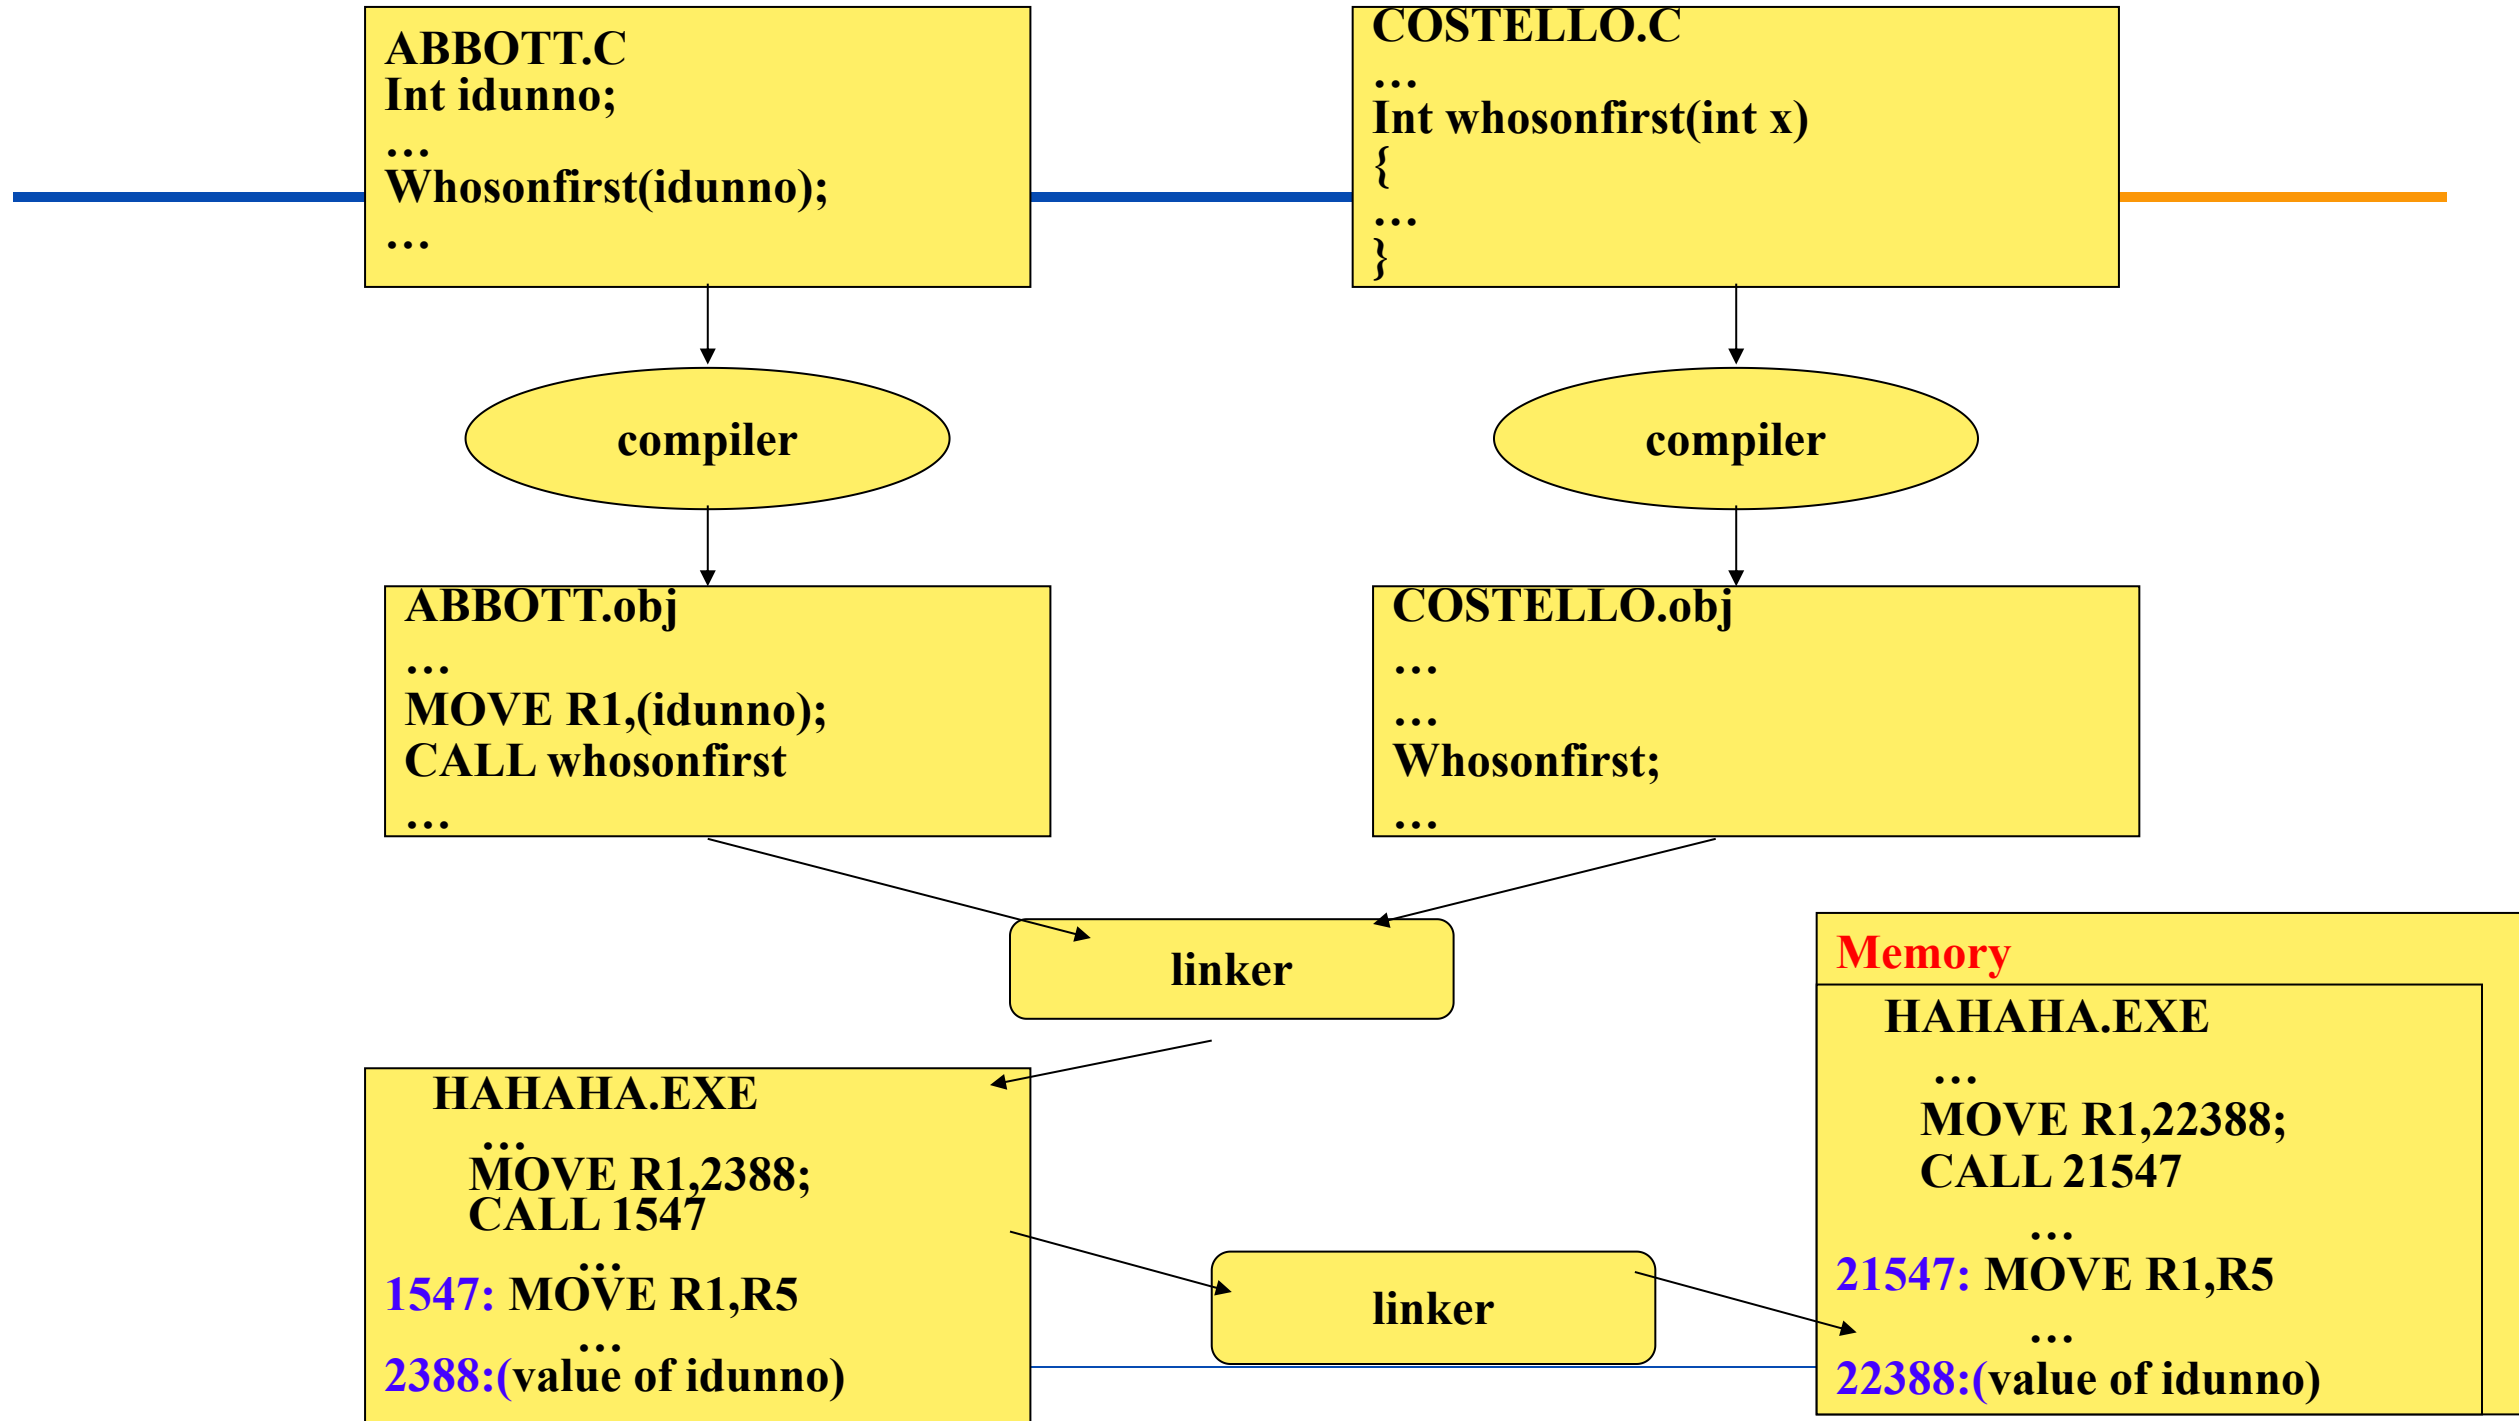 ABBOTT.C
Int idunno;
…
Whosonfirst(idunno);
…
COSTELLO.C
…
Int whosonfirst(int x)
{
…
}
compiler
compiler
ABBOTT.obj
…
MOVE R1,(idunno);
CALL whosonfirst
…
COSTELLO.obj
…
…
Whosonfirst;
…
linker
HAHAHA.EXE
…
MOVE R1,2388;
CALL 1547
…
1547: MOVE R1,R5
…
2388:(value of idunno)
linker
Memory
HAHAHA.EXE
…
MOVE R1,22388;
CALL 21547
…
21547: MOVE R1,R5
…
22388:(value of idunno)